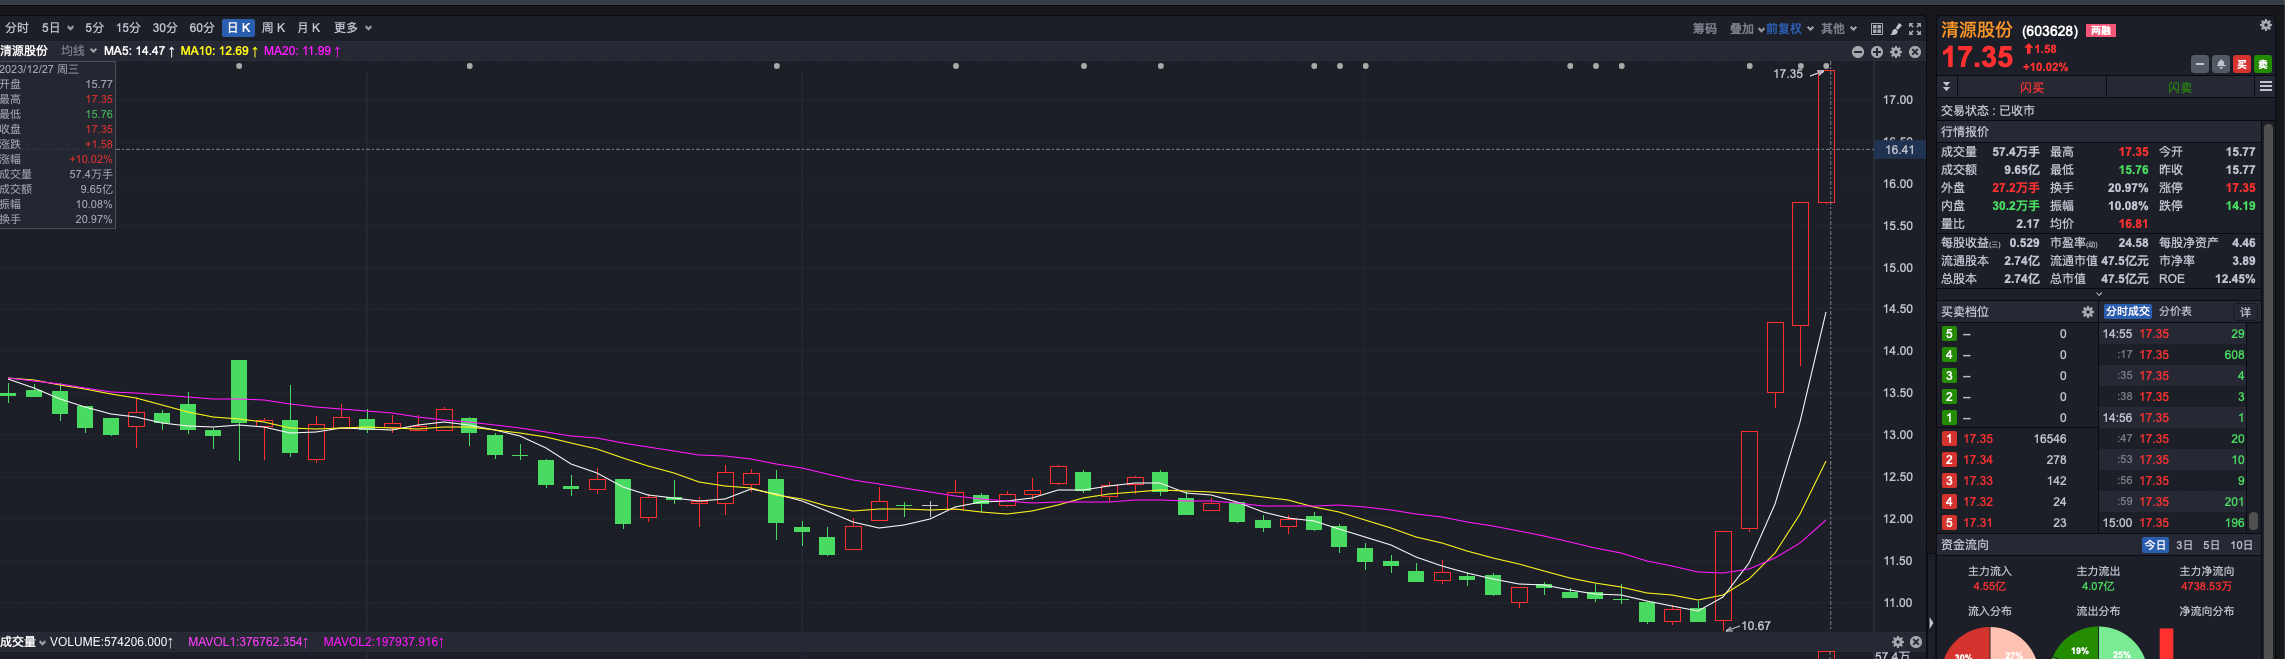 分时 5日 5分 15分 30分 60分 日K 周K 月K 更多 筹码 叠加 前复权 其他
清源股份 均线 MA5: 14.47↑ MA10: 12.69↑ MA20: 11.99↑
2023/12/27 周三
开盘 15.77
最高 17.35
最低 15.76
收盘 17.35
涨跌 +1.58
涨幅 +10.02%
成交量 57.4万手
成交额 9.65亿
振幅 10.08%
换手 20.97%
17.35
10.67
17.00
16.41
16.00
15.50
15.00
14.50
14.00
13.50
13.00
12.50
12.00
11.50
11.00
成交量 VOLUME:574206.000↑ MAVOL1:376762.354↑ MAVOL2:197937.916↑
57.4万
清源股份 (603628) 两融
17.35 1.58
+10.02%
买 卖
闪买 闪卖
交易状态 : 已收市
行情报价
成交量 57.4万手 最高 17.35 今开 15.77
成交额 9.65亿 最低 15.76 昨收 15.77
外盘 27.2万手 换手 20.97% 涨停 17.35
内盘 30.2万手 振幅 10.08% 跌停 14.19
量比 2.17 均价 16.81
每股收益(三) 0.529 市盈率(动) 24.58 每股净资产 4.46
流通股本 2.74亿 流通市值 47.5亿元 市净率 3.89
总股本 2.74亿 总市值 47.5亿元 ROE 12.45%
买卖档位 分时成交 分价表 详
5 -- 0
4 -- 0
3 -- 0
2 -- 0
1 -- 0
1 17.35 16546
2 17.34 278
3 17.33 142
4 17.32 24
5 17.31 23
14:55 17.35 29
:17 17.35 608
:35 17.35 4
:38 17.35 3
14:56 17.35 1
:47 17.35 20
:53 17.35 10
:56 17.35 9
:59 17.35 201
15:00 17.35 196
资金流向 今日 3日 5日 10日
主力流入 主力流出 主力净流向
4.55亿 4.07亿 4738.53万
流入分布 流出分布 净流向分布
30% 27% 19% 25%